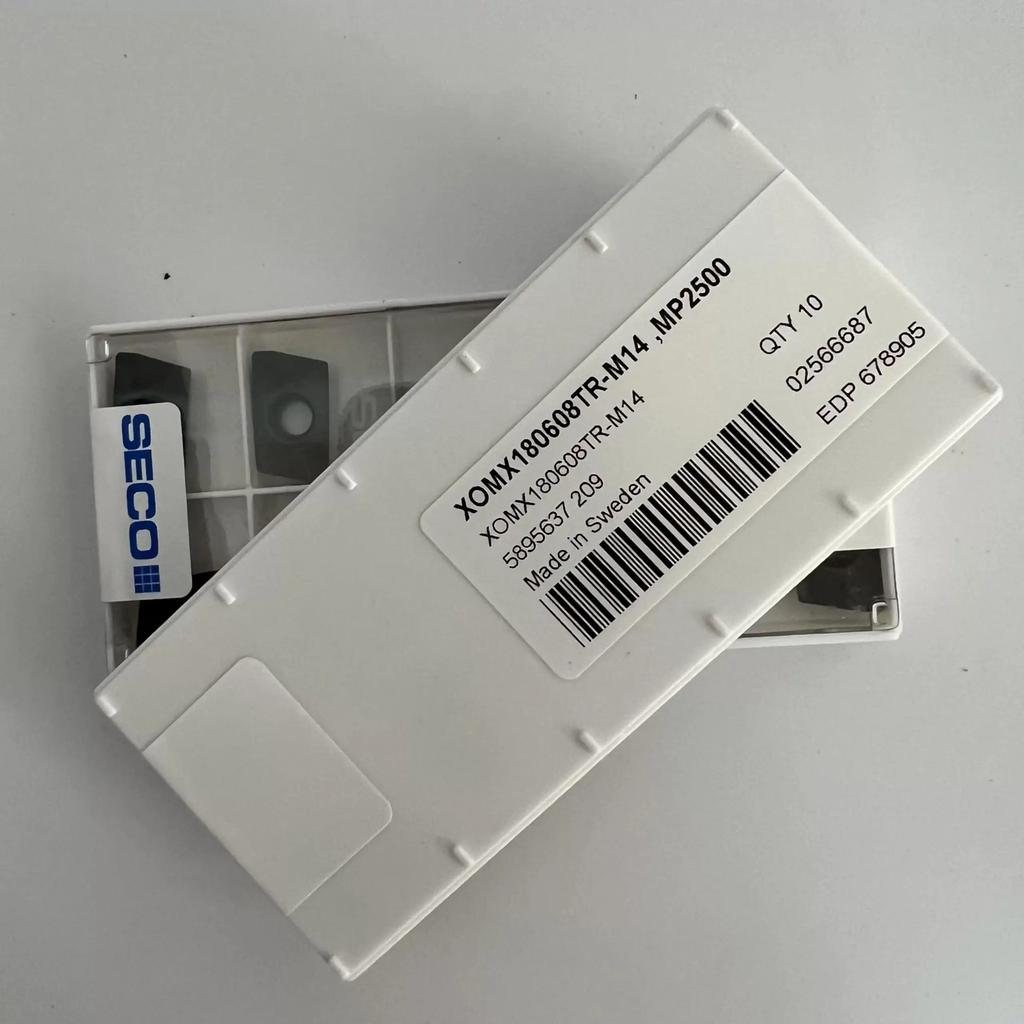 SECO
XOMX180608TR-M14 ,MP2500
XOMX180608TR-M14
5895637 209
Made in Sweden
QTY 10
02566687
EDP 678905